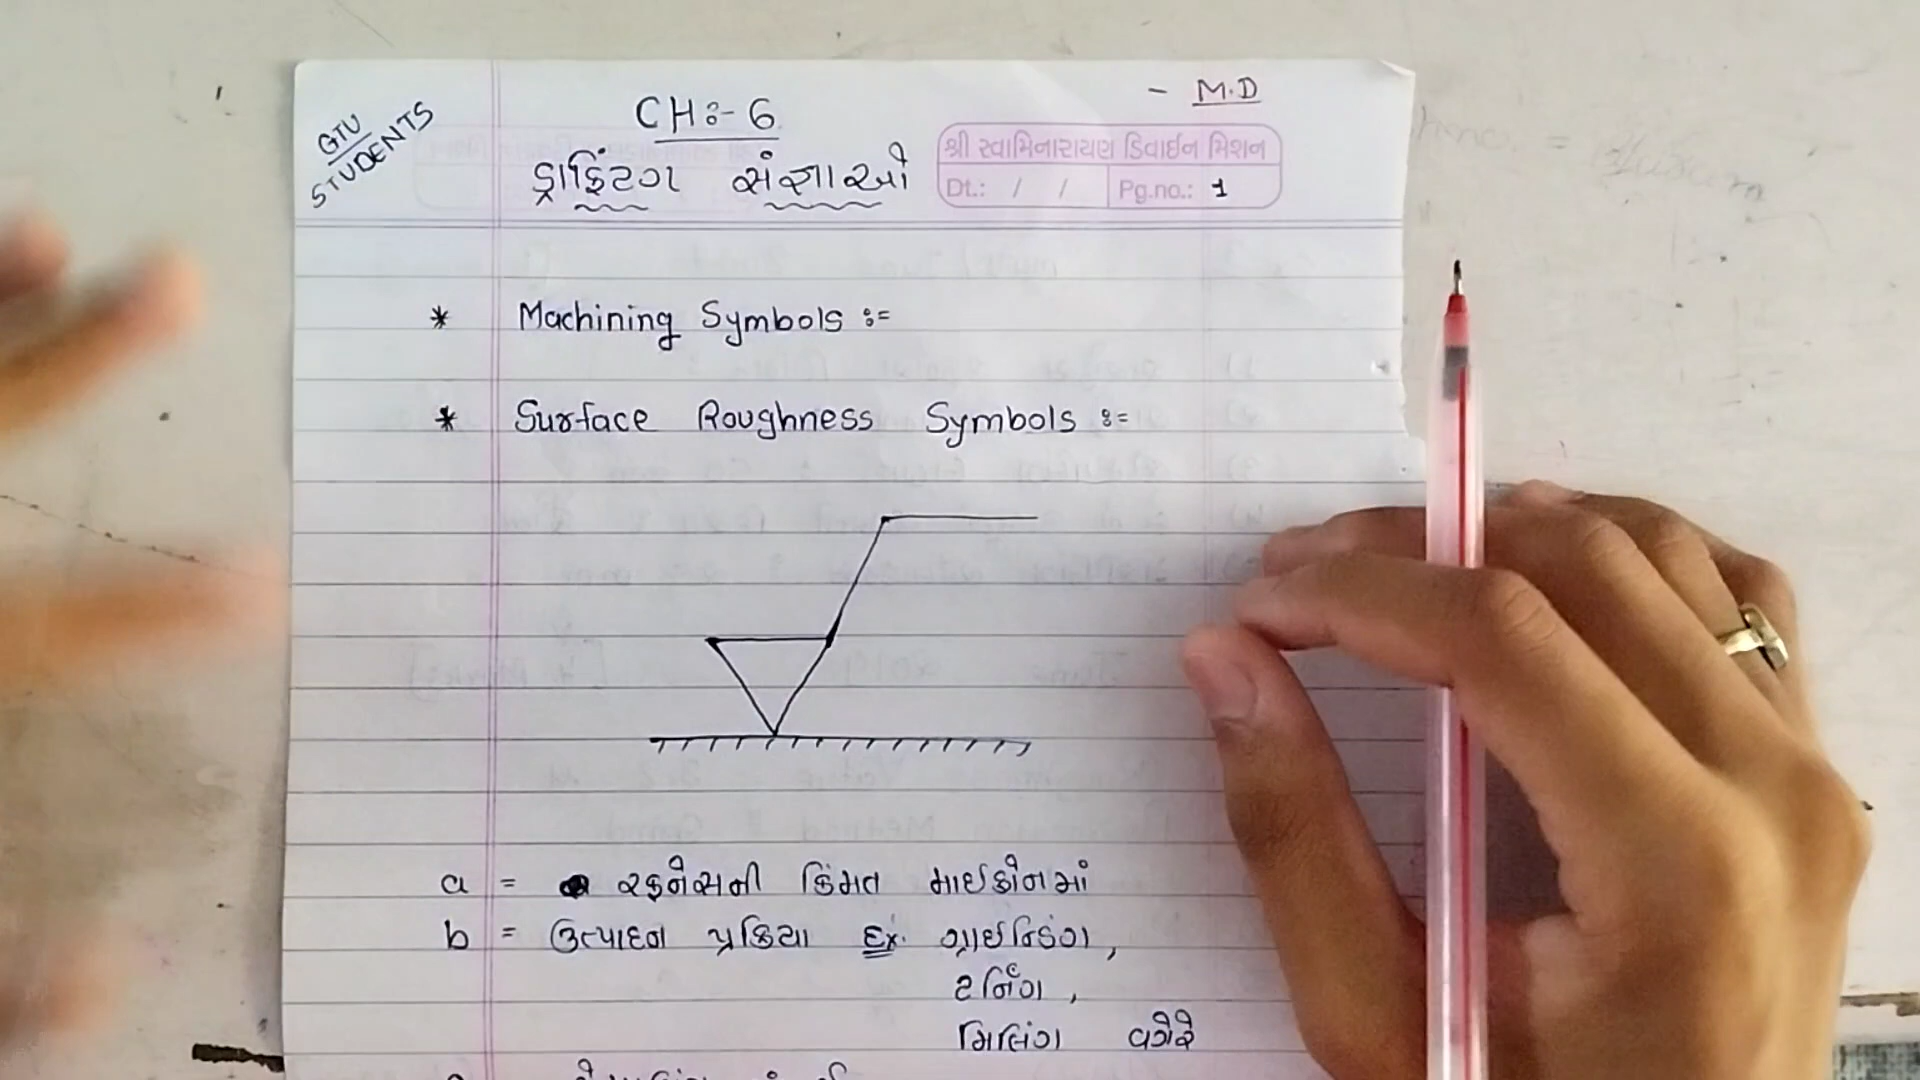 GTU
STUDENTS
CH:- 6
- M.D
ડ્રાફ્ટિંગ સંજ્ઞાઓ
શ્રી સ્વામિનારાયણ ડિવાઈન મિશન
Dt.: / / Pg.no.: 1
* Machining Symbols :=
* Surface Roughness Symbols :=
a = રફનેસની કિંમત માઈક્રોનમાં
b = ઉત્પાદન પ્રક્રિયા Ex. ગ્રાઈન્ડિંગ,
ટર્નિંગ,
મિલિંગ વગેરે